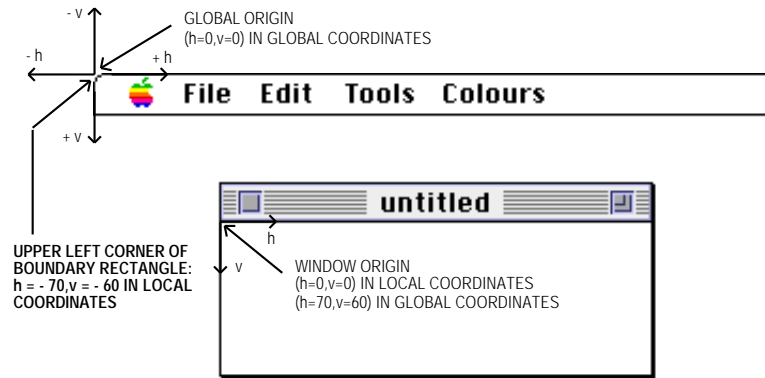 - v
GLOBAL ORIGIN
(h=0,v=0) IN GLOBAL COORDINATES
- h
+ h
File Edit Tools Colours
+ v
untitled
h
UPPER LEFT CORNER OF
BOUNDARY RECTANGLE:
h = - 70,v = - 60 IN LOCAL
COORDINATES
v
WINDOW ORIGIN
(h=0,v=0) IN LOCAL COORDINATES
(h=70,v=60) IN GLOBAL COORDINATES